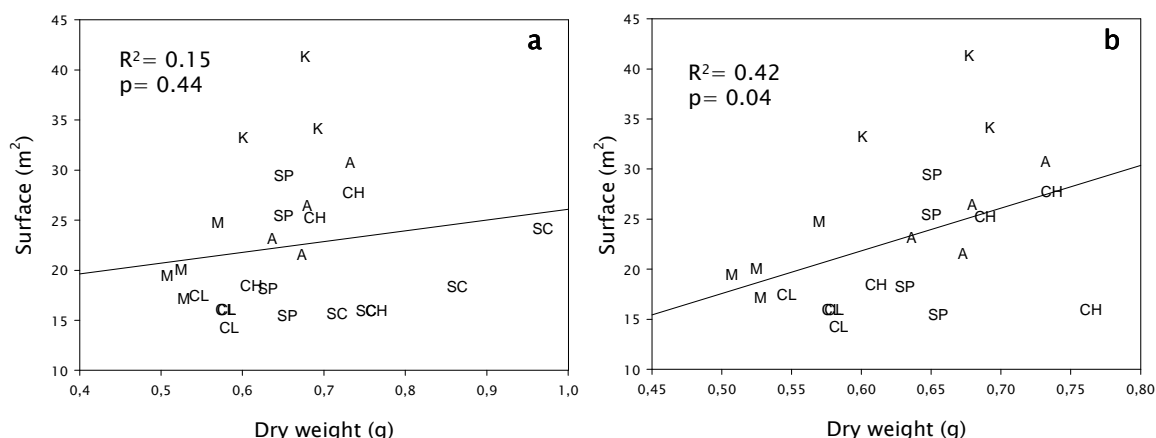 a
R²= 0.15
p= 0.44
45
40
35
30
25
20
15
10
Surface (m²)
K
K
K
A
SP
CH
A
SP
CH
M
A
A
SC
M
M
M
CL
CH
SP
SC
CL
CL
CL
SP
SC
SC
CH
0,4
0,5
0,6
0,7
0,8
0,9
1,0
Dry weight (g)
b
R²= 0.42
p= 0.04
45
40
35
30
25
20
15
10
Surface (m²)
K
K
K
A
SP
CH
A
SP
CH
M
A
A
M
M
M
CL
CH
SP
CL
CL
CL
SP
CH
0,45
0,50
0,55
0,60
0,65
0,70
0,75
0,80
Dry weight (g)